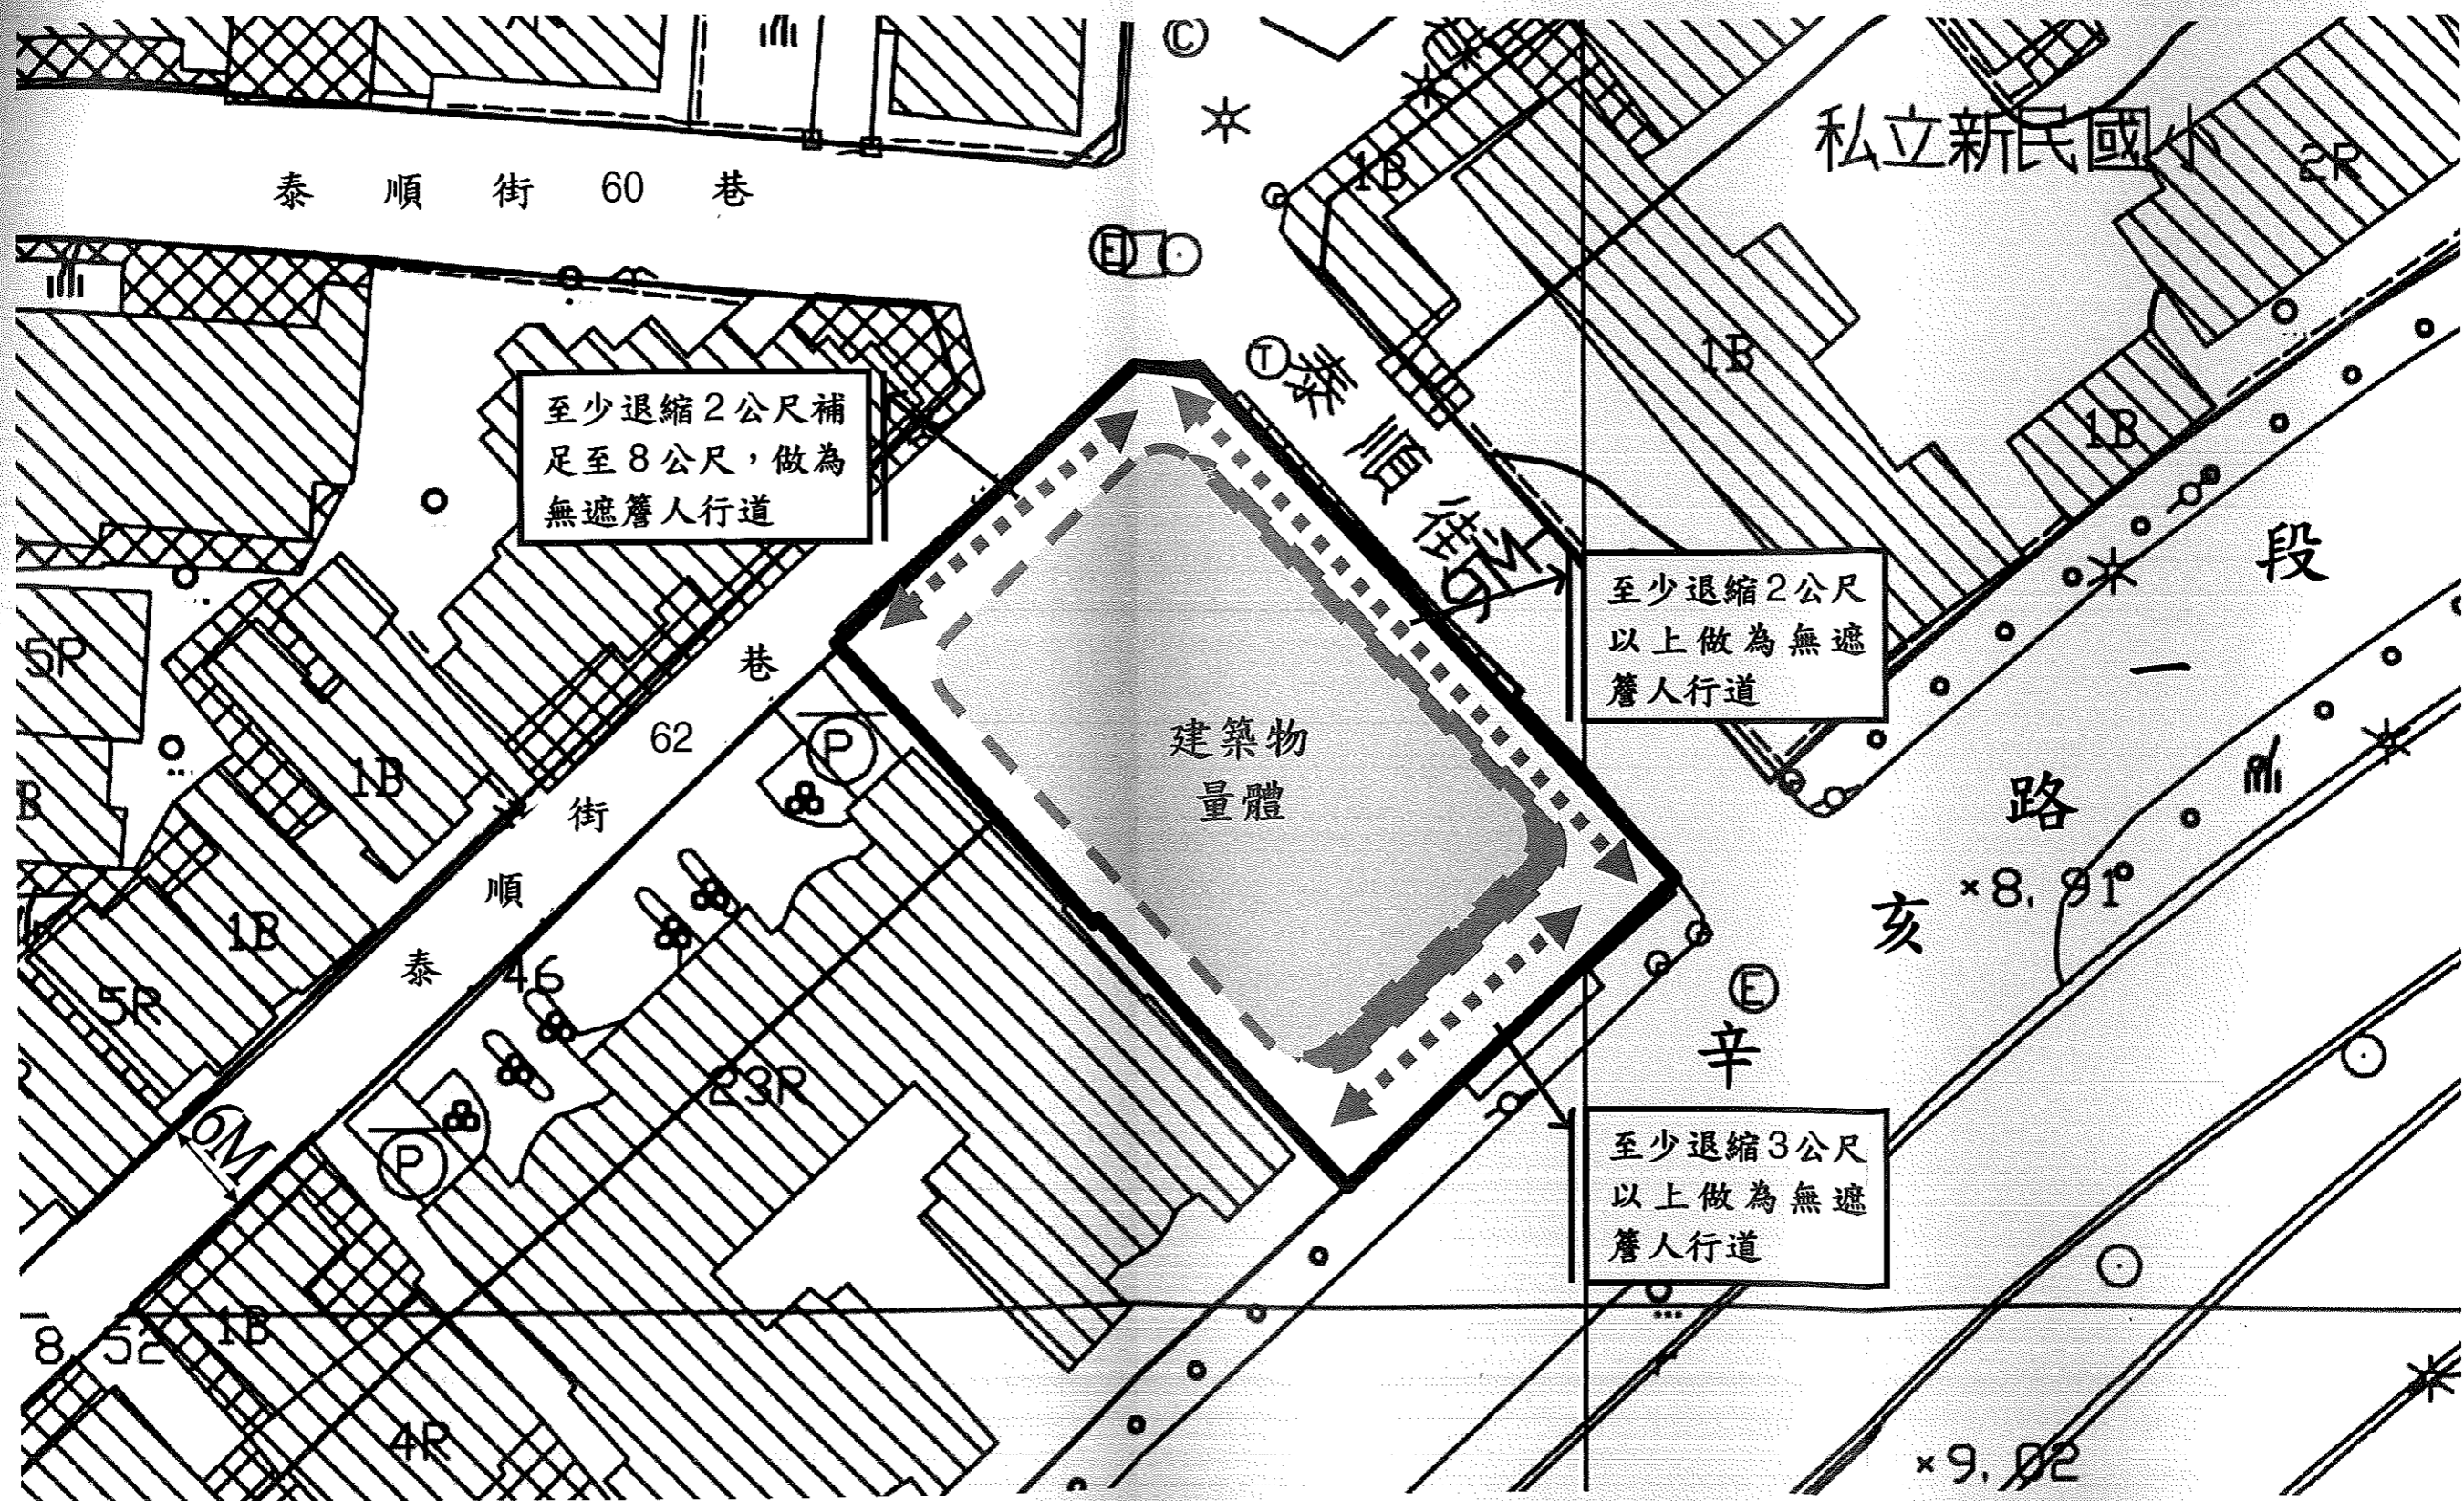 Ⓒ
私立新民國小
1B
2R
泰順街 60 巷
Ⓔ
Ⓣ
泰順街
1B
1B
至少退縮2公尺補
足至8公尺，做為
無遮簷人行道
至少退縮2公尺
以上做為無遮
簷人行道
建築物
量體
泰順街 62 巷
5R
1B
1B
5R
P
46
23R
6M
P
辛亥路一段
×8.91
Ⓔ
至少退縮3公尺
以上做為無遮
簷人行道
8.52
1B
4R
×9.02